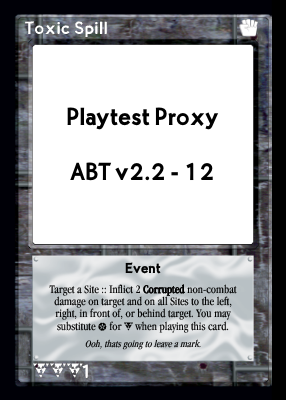 Toxic Spill
Playtest Proxy
ABT v2.2 - 12
Event
Target a Site :: Inflict 2 Corrupted non-combat
damage on target and on all Sites to the left,
right, in front of, or behind target. You may
substitute for when playing this card.
Ooh, thats going to leave a mark.
1